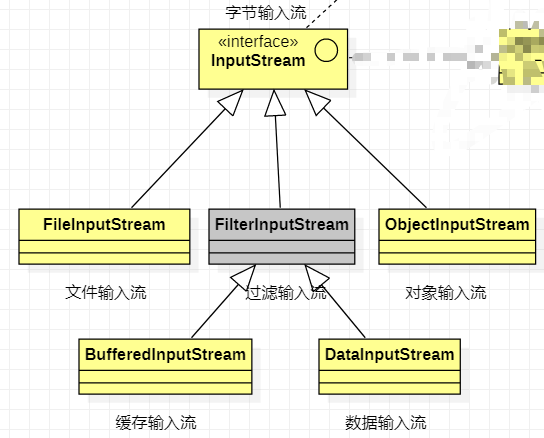 字节输入流
«interface»
InputStream
FileInputStream
FilterInputStream
ObjectInputStream
文件输入流
过滤输入流
对象输入流
BufferedInputStream
DataInputStream
缓存输入流
数据输入流